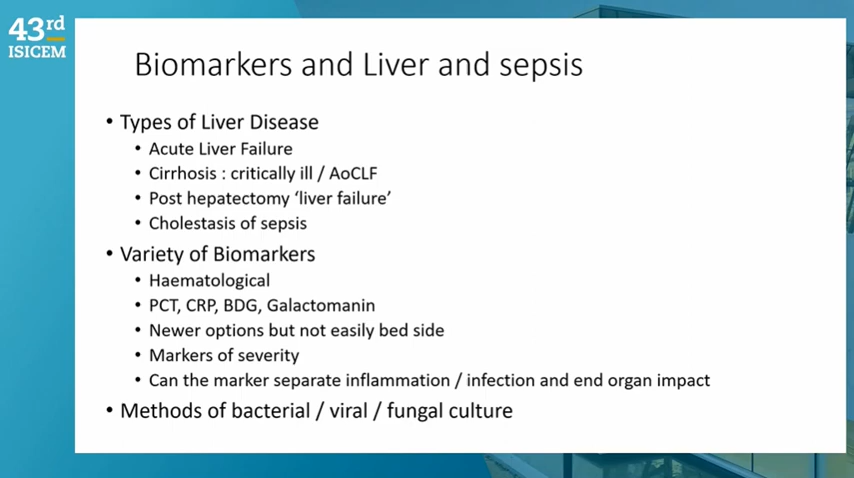 43rd
ISICEM
Biomarkers and Liver and sepsis
• Types of Liver Disease
• Acute Liver Failure
• Cirrhosis : critically ill / AoCLF
• Post hepatectomy ‘liver failure’
• Cholestasis of sepsis
• Variety of Biomarkers
• Haematological
• PCT, CRP, BDG, Galactomanin
• Newer options but not easily bed side
• Markers of severity
• Can the marker separate inflammation / infection and end organ impact
• Methods of bacterial / viral / fungal culture